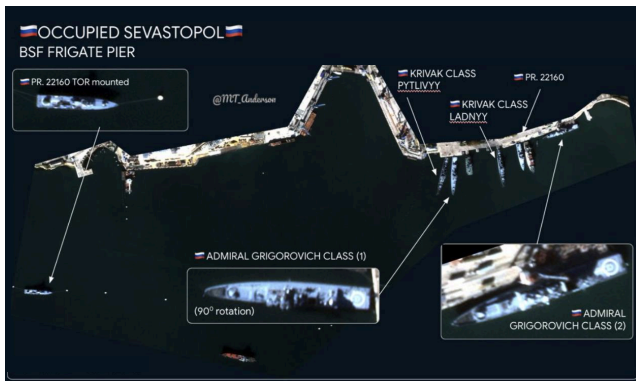 🇷🇺OCCUPIED SEVASTOPOL🇷🇺
BSF FRIGATE PIER
🇷🇺 PR. 22160 TOR mounted
@MT_Anderson
🇷🇺 KRIVAK CLASS
PYTLIVYY
🇷🇺 PR. 22160
🇷🇺 KRIVAK CLASS
LADNYY
🇷🇺 ADMIRAL GRIGOROVICH CLASS (1)
(90⁰ rotation)
🇷🇺 ADMIRAL
GRIGOROVICH CLASS (2)